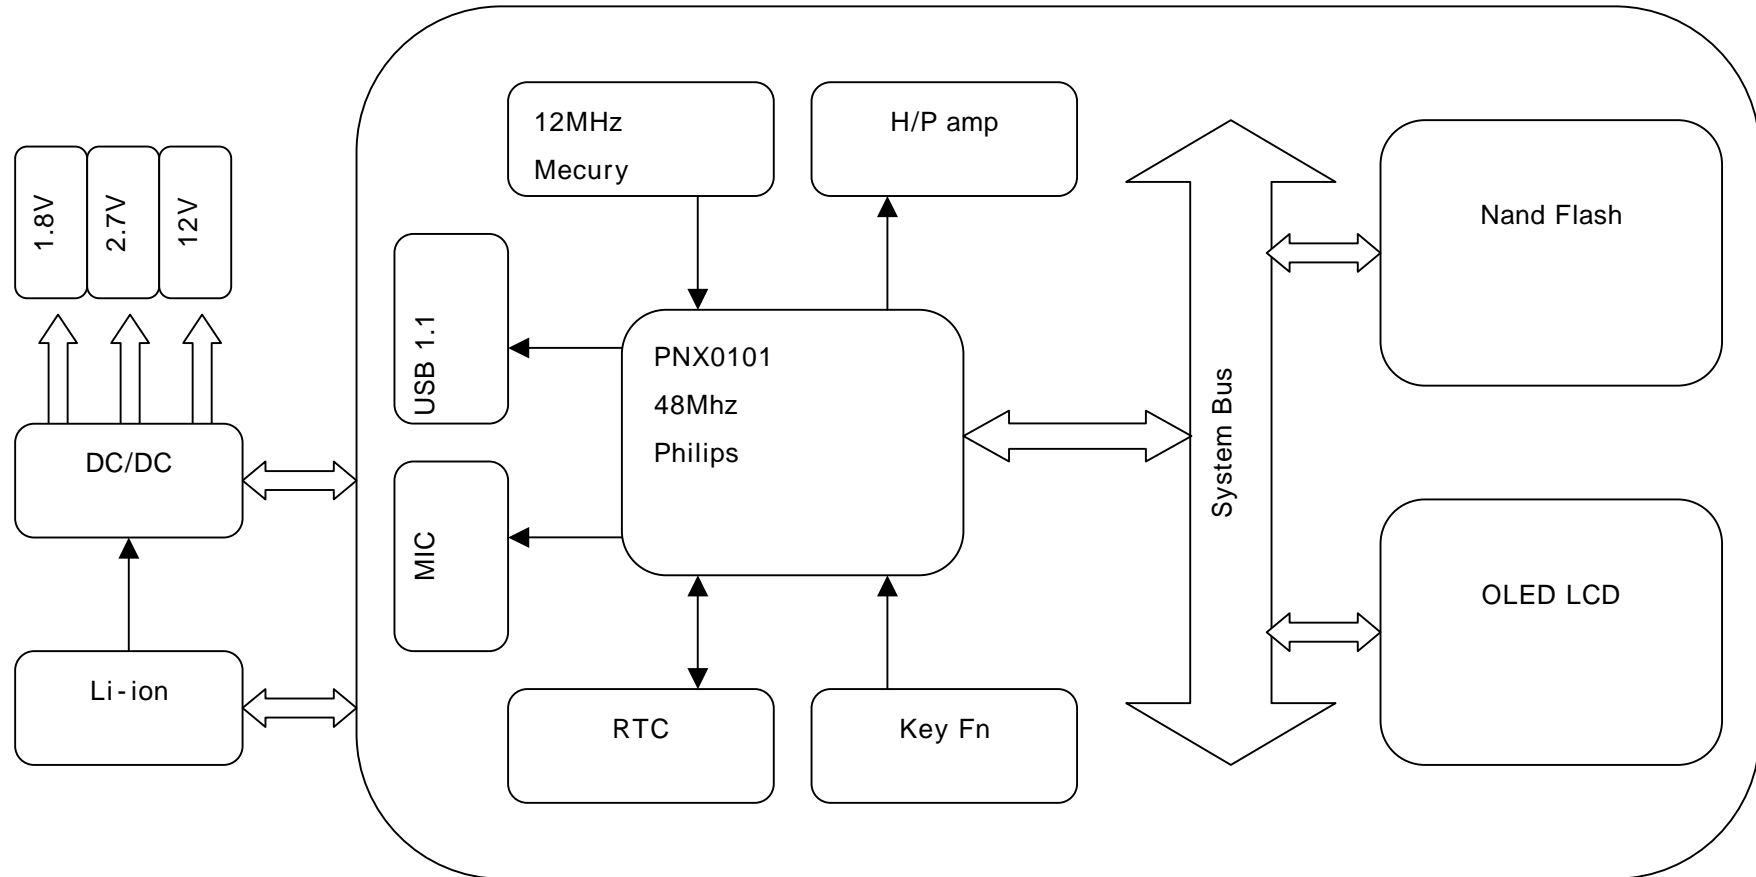 12MHz
Mecury
H/P amp
1.8V
2.7V
12V
Nand Flash
USB 1.1
PNX0101
48Mhz
Philips
System Bus
DC/DC
MIC
OLED LCD
Li-ion
RTC
Key Fn